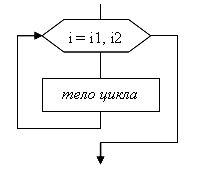 i = i1, i2
тело цикла